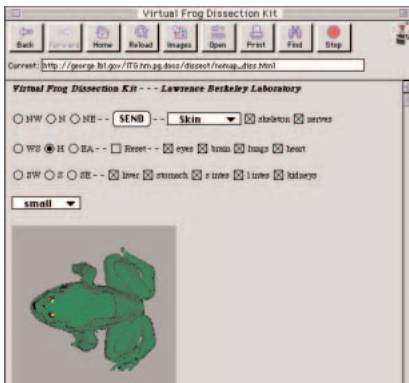 Virtual Frog Dissection Kit
Back Forward Home Reload Images Open Print Find Stop
Current: http://george.lbl.gov/ITG.hm.pg.docs/dissect/remap_diss.html
Virtual Frog Dissection Kit - - - Lawrence Berkeley Laboratory
NW N NE - - SEND - - Skin skeleton nerves
WS H EA - - Reset - - eyes brain lungs heart
SW S SE - - liver stomach s intes l intes kidneys
small